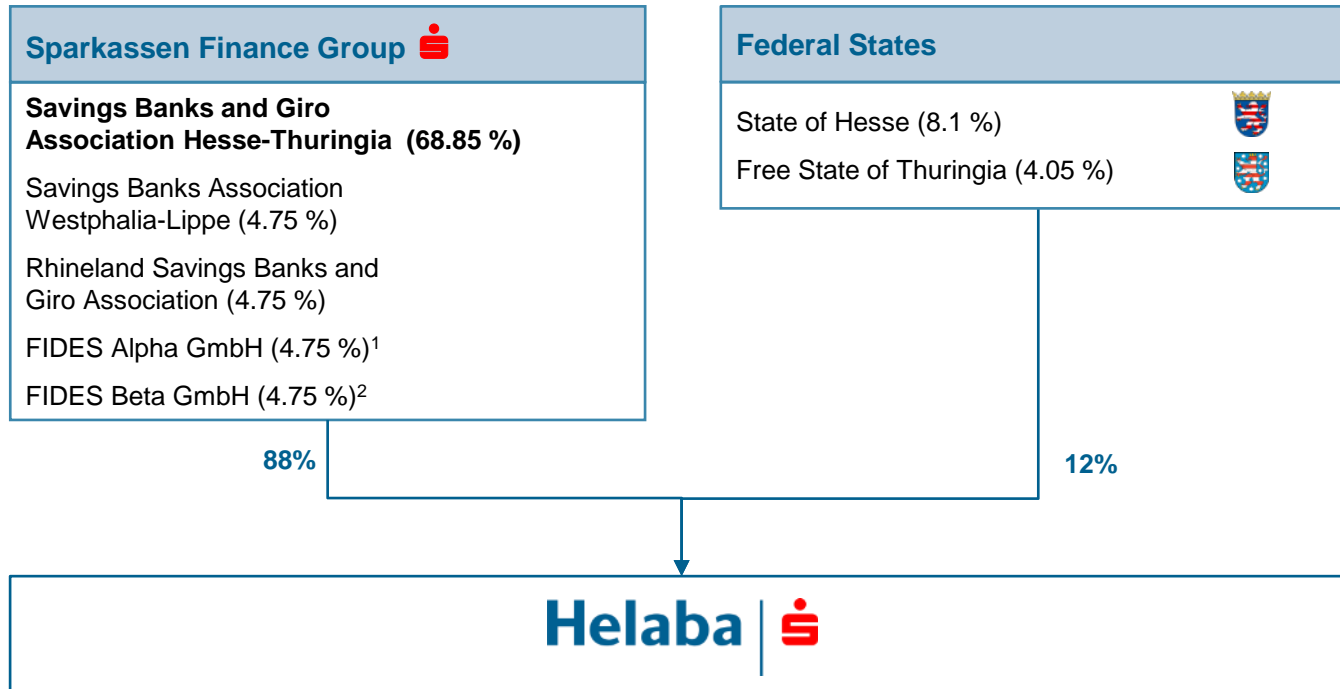 Sparkassen Finance Group
Savings Banks and Giro
Association Hesse-Thuringia (68.85 %)
Savings Banks Association
Westphalia-Lippe (4.75 %)
Rhineland Savings Banks and
Giro Association (4.75 %)
FIDES Alpha GmbH (4.75 %)¹
FIDES Beta GmbH (4.75 %)²
Federal States
State of Hesse (8.1 %)
Free State of Thuringia (4.05 %)
88%
12%
Helaba